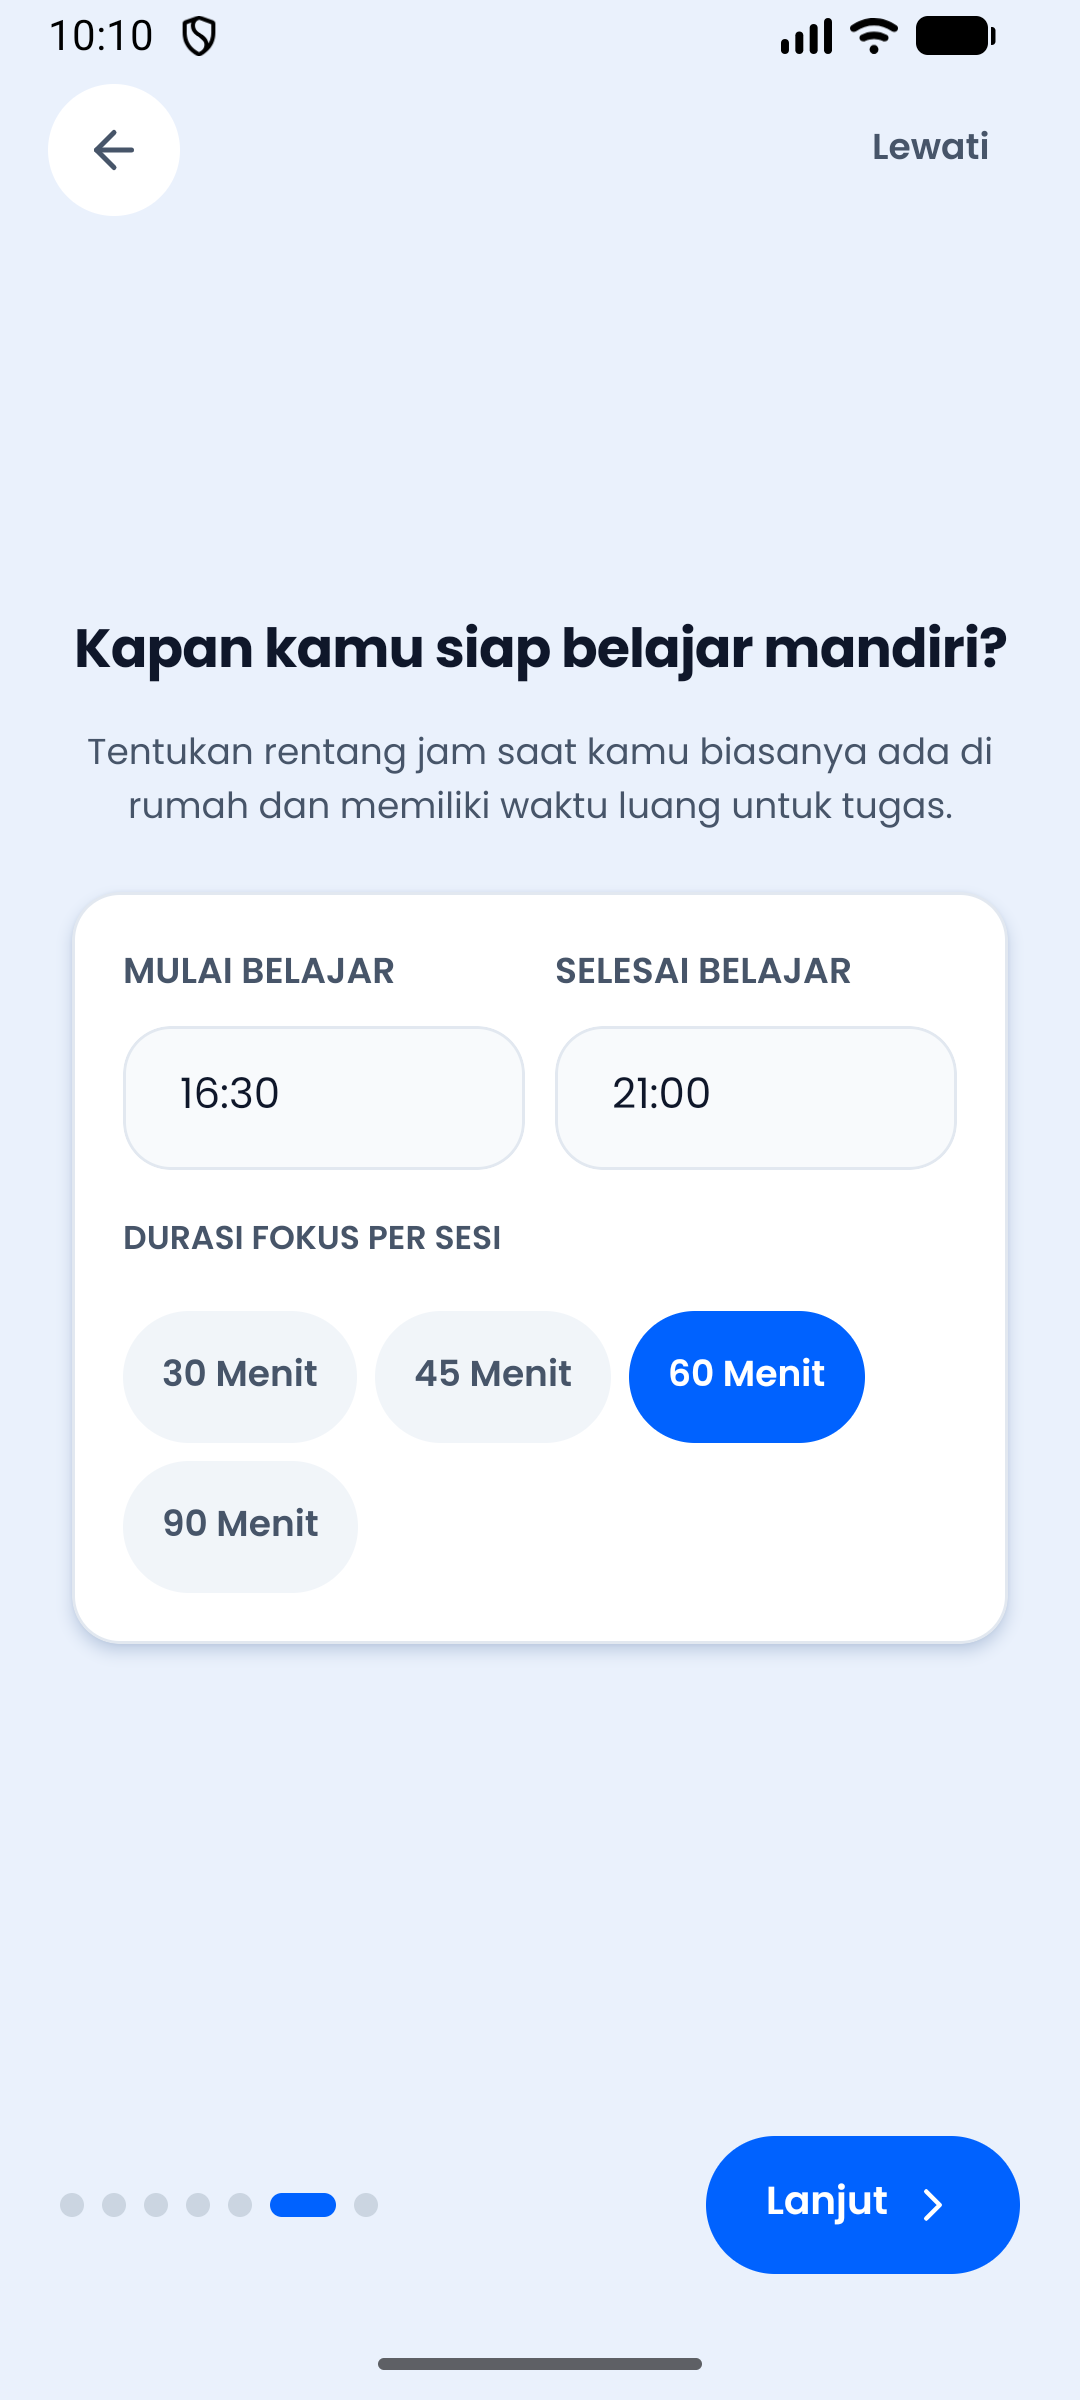 10:10
Lewati
Kapan kamu siap belajar mandiri?
Tentukan rentang jam saat kamu biasanya ada di
rumah dan memiliki waktu luang untuk tugas.
MULAI BELAJAR
SELESAI BELAJAR
16:30
21:00
DURASI FOKUS PER SESI
30 Menit
45 Menit
60 Menit
90 Menit
Lanjut